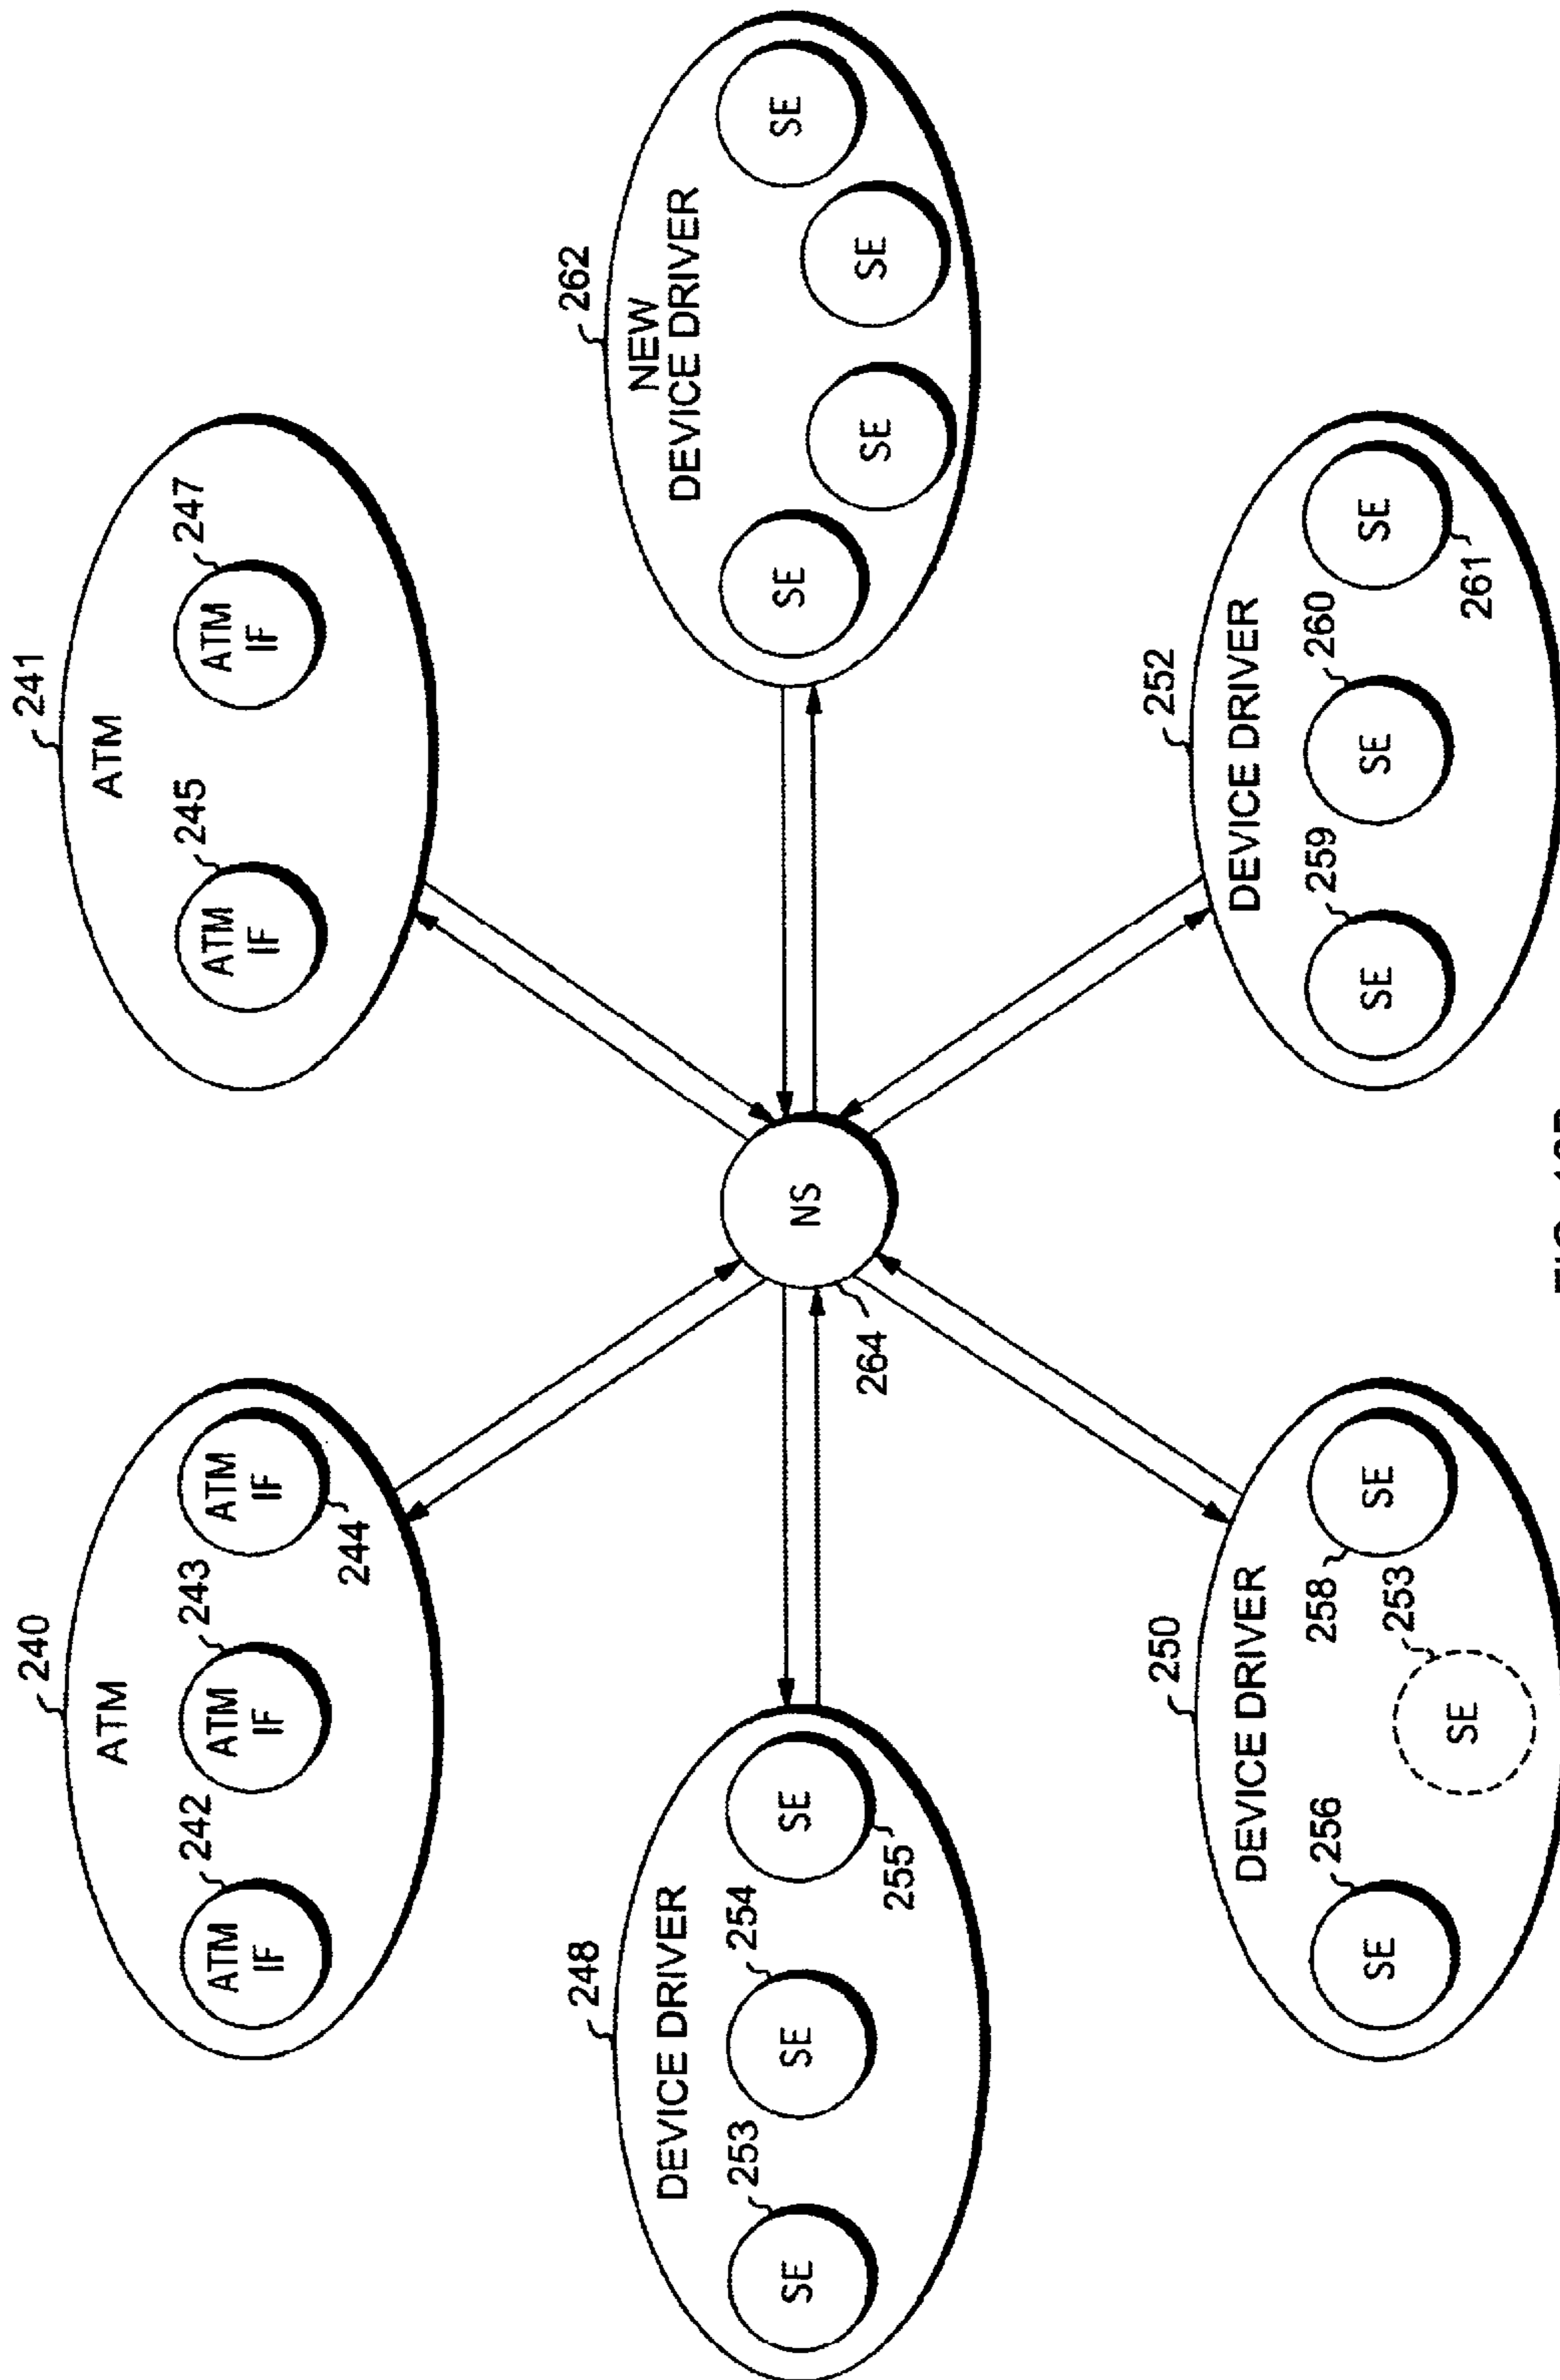 240
ATM
242
243
ATM
IF
ATM
IF
ATM
IF
244
241
ATM
245
247
ATM
IF
ATM
IF
248
DEVICE DRIVER
253
254
SE
SE
SE
255
NS
264
262
NEW
DEVICE DRIVER
SE
SE
SE
SE
250
DEVICE DRIVER
256
258
253
SE
SE
SE
252
DEVICE DRIVER
259
260
SE
SE
SE
261
FIG.